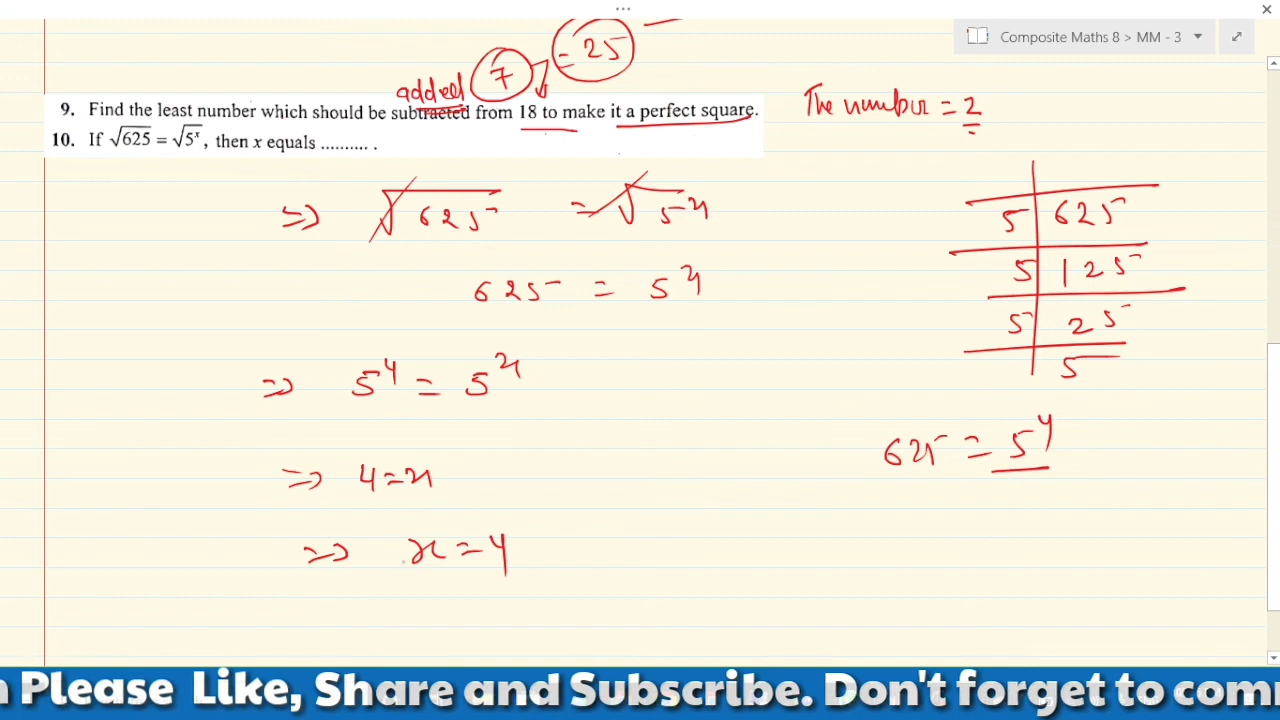 Composite Maths 8 > MM - 3
= 25
7
added
9. Find the least number which should be subtracted from 18 to make it a perfect square.
The number = 2
10. If √625 = √5ˣ, then x equals .......... .
=> √625 = √5ˣ
625 = 5ˣ
=> 5⁴ = 5ˣ
=> 4 = x
=> x = 4
5 | 625
5 | 125
5 | 25
5
625 = 5⁴
Please Like, Share and Subscribe. Don't forget to